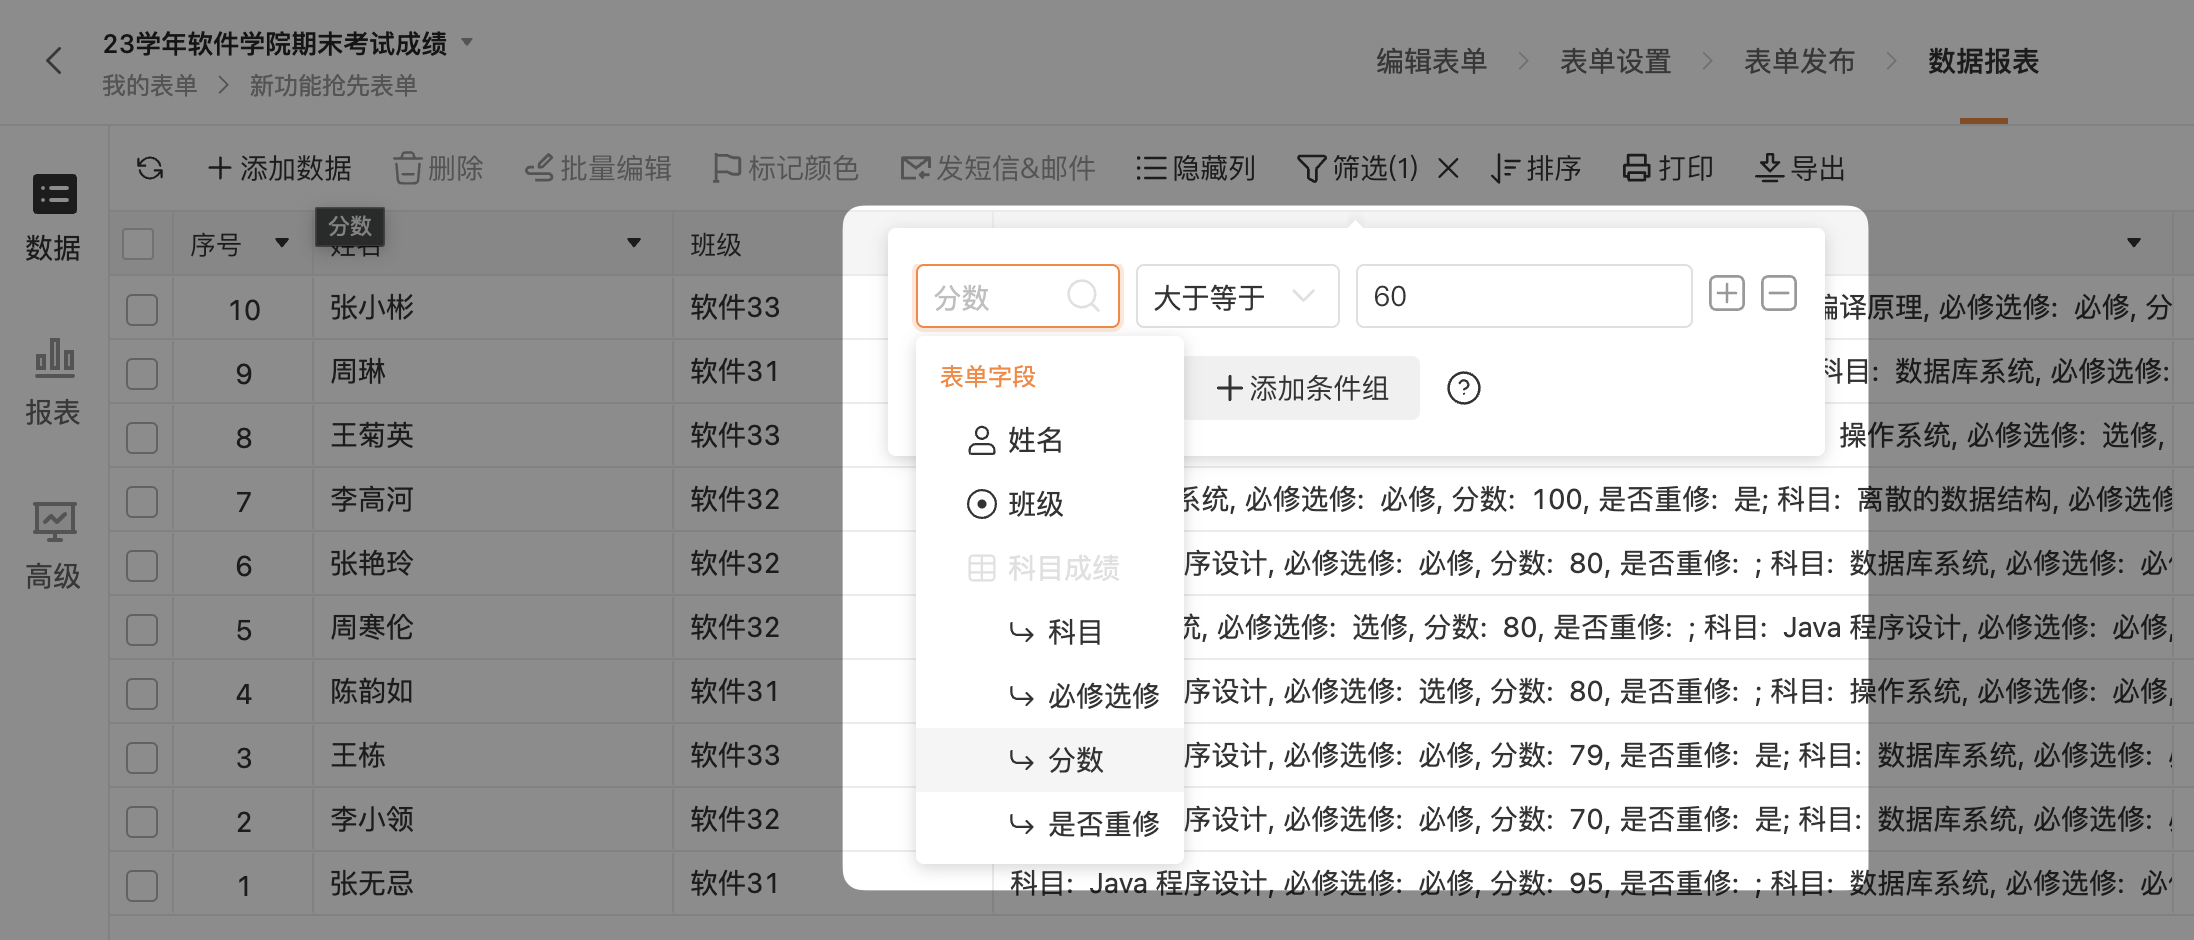 23学年软件学院期末考试成绩
我的表单 > 新功能抢先表单
编辑表单 > 表单设置 > 表单发布 > 数据报表
添加数据 删除 批量编辑 标记颜色 发短信&邮件 隐藏列 筛选(1) 排序 打印 导出
数据
报表
高级
分数
序号 姓名 班级
分数 大于等于 60
添加条件组
表单字段
姓名
班级
科目成绩
科目
必修选修
分数
是否重修
10 张小彬 软件33 编译原理, 必修选修: 必修, 分
9 周琳 软件31 科目: 数据库系统, 必修选修:
8 王菊英 软件33 操作系统, 必修选修: 选修,
7 李高河 软件32 系统, 必修选修: 必修, 分数: 100, 是否重修: 是; 科目: 离散的数据结构, 必修选修
6 张艳玲 软件32 序设计, 必修选修: 必修, 分数: 80, 是否重修: ; 科目: 数据库系统, 必修选修: 必
5 周寒伦 软件32 统, 必修选修: 选修, 分数: 80, 是否重修: ; 科目: Java 程序设计, 必修选修: 必修,
4 陈韵如 软件31 序设计, 必修选修: 选修, 分数: 80, 是否重修: ; 科目: 操作系统, 必修选修: 必修,
3 王栋 软件33 序设计, 必修选修: 必修, 分数: 79, 是否重修: 是; 科目: 数据库系统, 必修选修:
2 李小领 软件32 序设计, 必修选修: 必修, 分数: 70, 是否重修: 是; 科目: 数据库系统, 必修选修:
1 张无忌 软件31 科目: Java 程序设计, 必修选修: 必修, 分数: 95, 是否重修: ; 科目: 数据库系统, 必修选修: 必